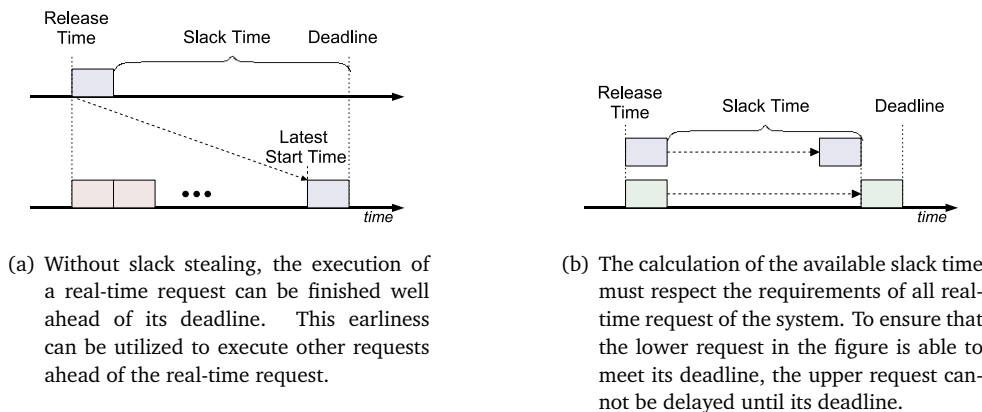 Release
Time
Slack Time
Deadline
Latest
Start Time
time
(a) Without slack stealing, the execution of
a real-time request can be finished well
ahead of its deadline. This earliness
can be utilized to execute other requests
ahead of the real-time request.
Release
Time
Slack Time
Deadline
time
(b) The calculation of the available slack time
must respect the requirements of all real-
time request of the system. To ensure that
the lower request in the figure is able to
meet its deadline, the upper request can-
not be delayed until its deadline.